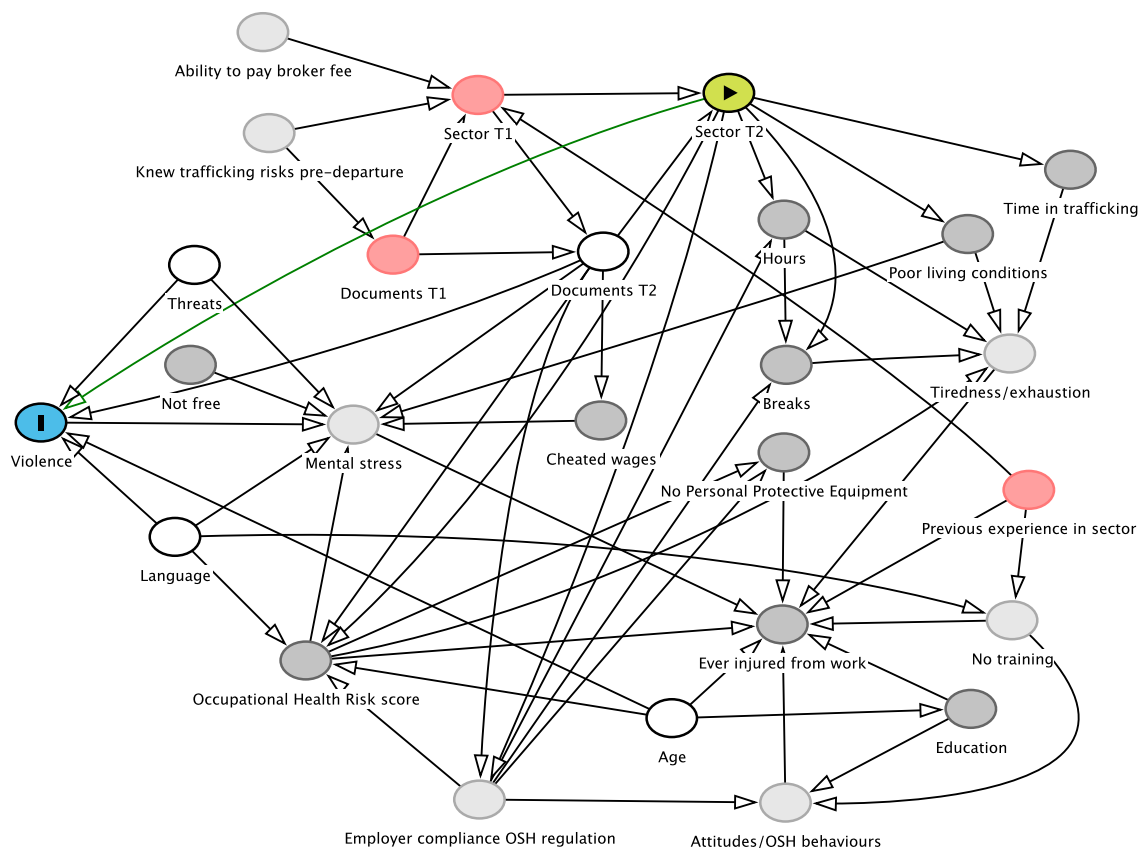 Ability to pay broker fee
Sector T1
Sector T2
Knew trafficking risks pre-departure
Time in trafficking
Hours
Poor living conditions
Documents T1
Documents T2
Threats
Tiredness/exhaustion
Not free
Breaks
Violence
Mental stress
Cheated wages
No Personal Protective Equipment
Previous experience in sector
Language
No training
Ever injured from work
Occupational Health Risk score
Age
Education
Employer compliance OSH regulation
Attitudes/OSH behaviours